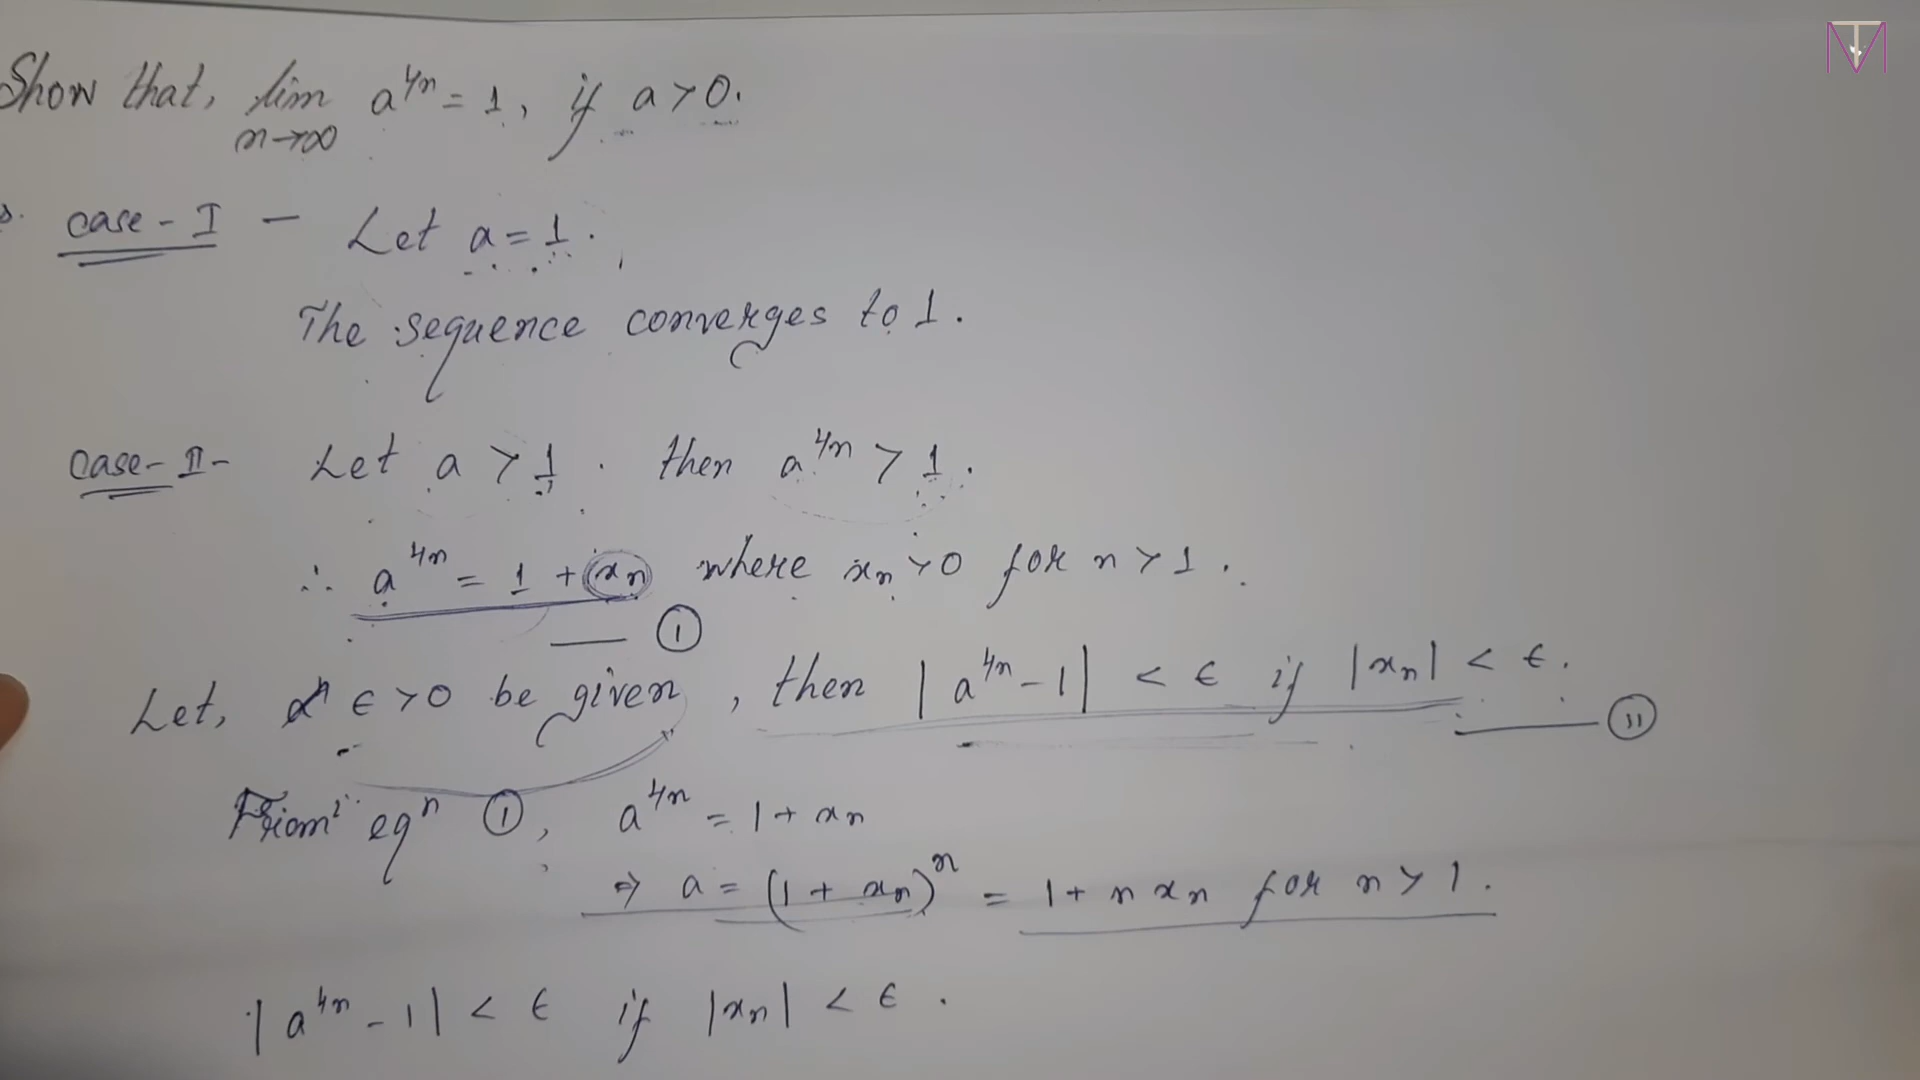 Show that, lim a^{1/n} = 1, if a > 0.
n→∞
Case - I - Let a = 1.
The sequence converges to 1.
Case - II - Let a > 1. then a^{1/n} > 1.
∴ a^{1/n} = 1 + x_n where x_n > 0 for n > 1.
— ①
Let, ε > 0 be given, then |a^{1/n} - 1| < ε if |x_n| < ε. — ⑪
From eq^n ①, a^{1/n} = 1 + x_n
⇒ a = (1 + x_n)^n = 1 + n x_n for n > 1.
|a^{1/n} - 1| < ε if |x_n| < ε.